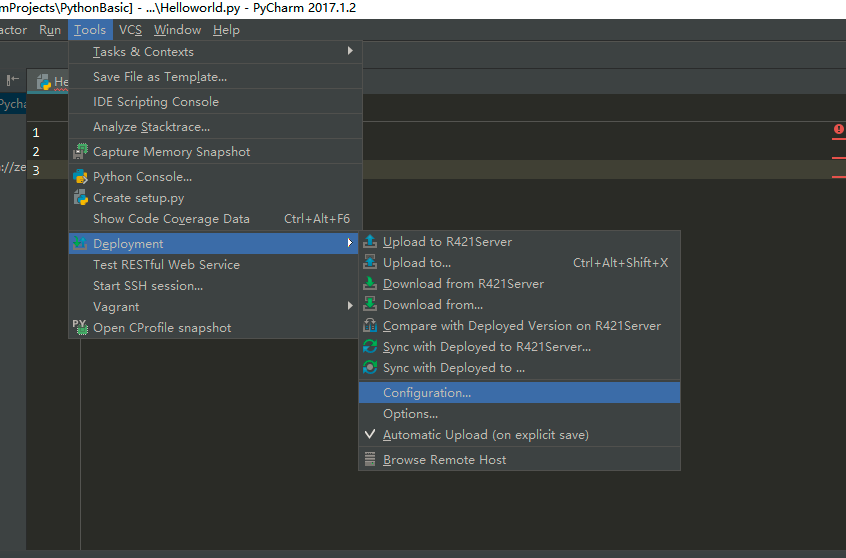 mProjects\PythonBasic] - ...\Helloworld.py - PyCharm 2017.1.2
actor Run Tools VCS Window Help
Tasks & Contexts
Save File as Template...
IDE Scripting Console
Analyze Stacktrace...
Capture Memory Snapshot
Python Console...
Create setup.py
Show Code Coverage Data Ctrl+Alt+F6
Deployment
Test RESTful Web Service
Start SSH session...
Vagrant
Open CProfile snapshot
He
Pycha
://ze
1
2
3
Upload to R421Server
Upload to... Ctrl+Alt+Shift+X
Download from R421Server
Download from...
Compare with Deployed Version on R421Server
Sync with Deployed to R421Server...
Sync with Deployed to ...
Configuration...
Options...
Automatic Upload (on explicit save)
Browse Remote Host